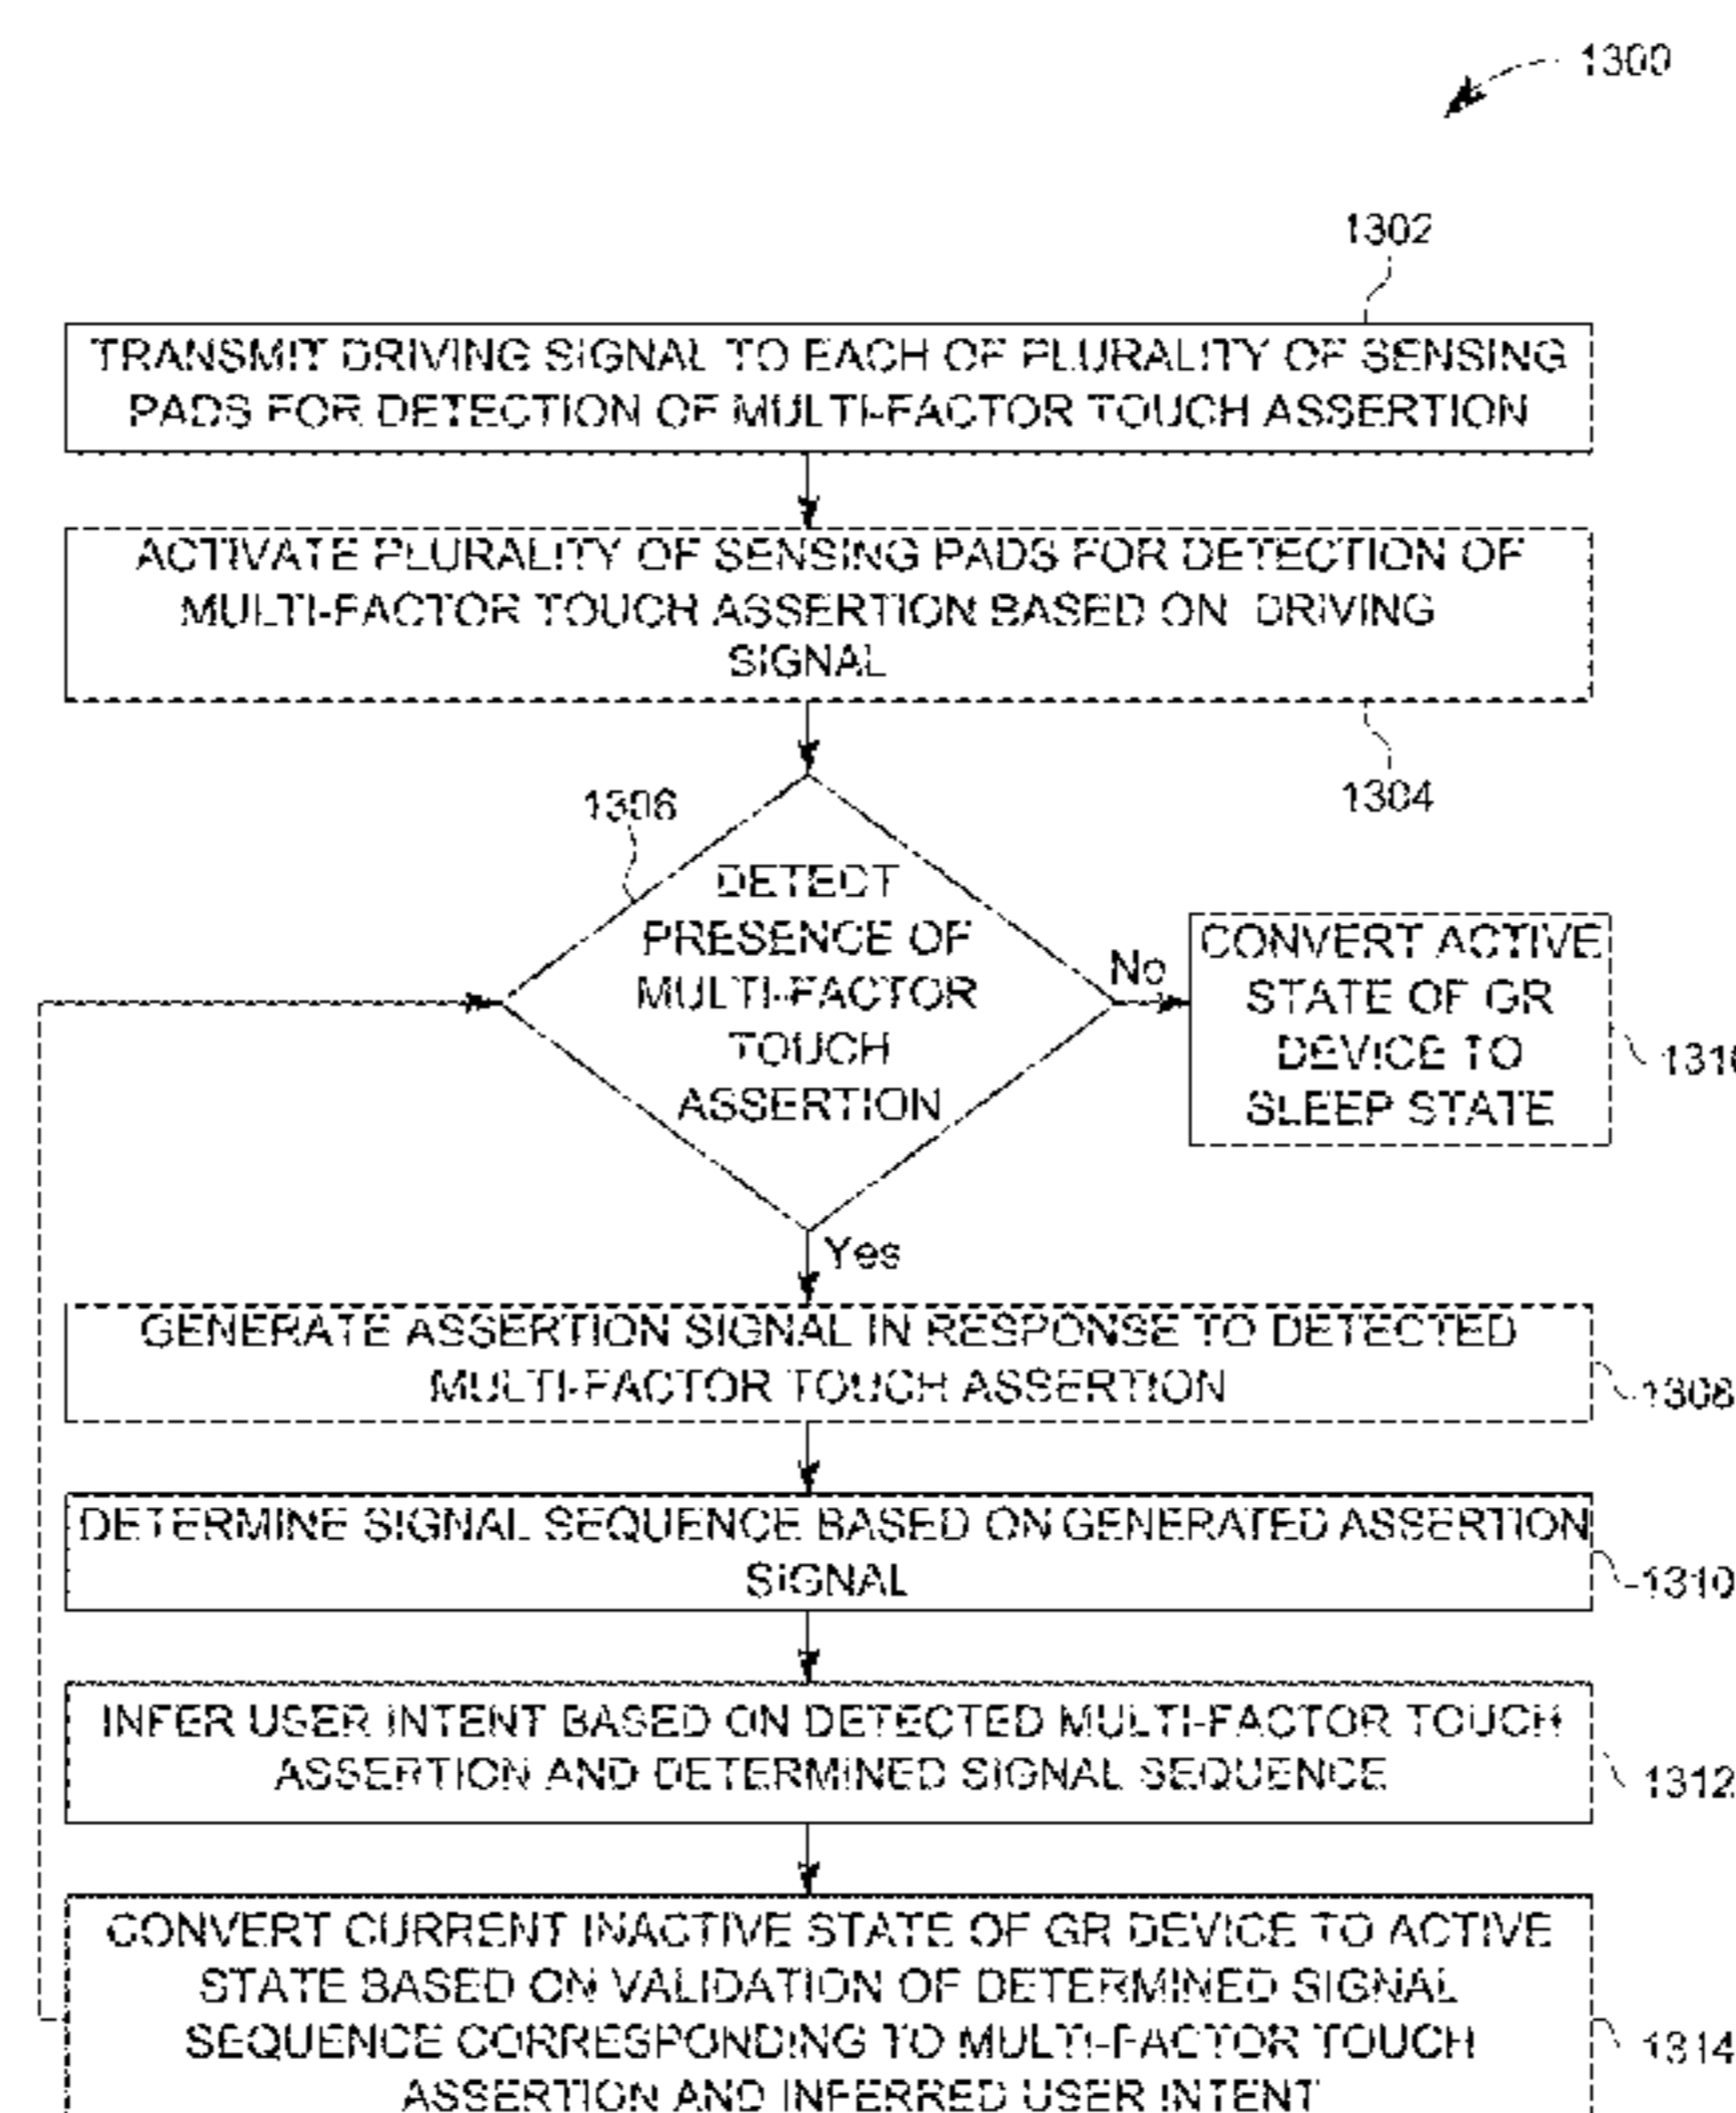 1300
1302
TRANSMIT DRIVING SIGNAL TO EACH OF PLURALITY OF SENSING
PADS FOR DETECTION OF MULTI-FACTOR TOUCH ASSERTION
ACTIVATE PLURALITY OF SENSING PADS FOR DETECTION OF
MULTI-FACTOR TOUCH ASSERTION BASED ON DRIVING
SIGNAL
1304
1306
DETECT
PRESENCE OF
MULTI-FACTOR
TOUCH
ASSERTION
No
CONVERT ACTIVE
STATE OF GR
DEVICE TO
SLEEP STATE
Yes
GENERATE ASSERTION SIGNAL IN RESPONSE TO DETECTED
MULTI-FACTOR TOUCH ASSERTION
1308
DETERMINE SIGNAL SEQUENCE BASED ON GENERATED ASSERTION
SIGNAL
1310
INFER USER INTENT BASED ON DETECTED MULTI-FACTOR TOUCH
ASSERTION AND DETERMINED SIGNAL SEQUENCE
1312
CONVERT CURRENT INACTIVE STATE OF GR DEVICE TO ACTIVE
STATE BASED ON VALIDATION OF DETERMINED SIGNAL
SEQUENCE CORRESPONDING TO MULTI-FACTOR TOUCH
ASSERTION AND INFERRED USER INTENT
1314